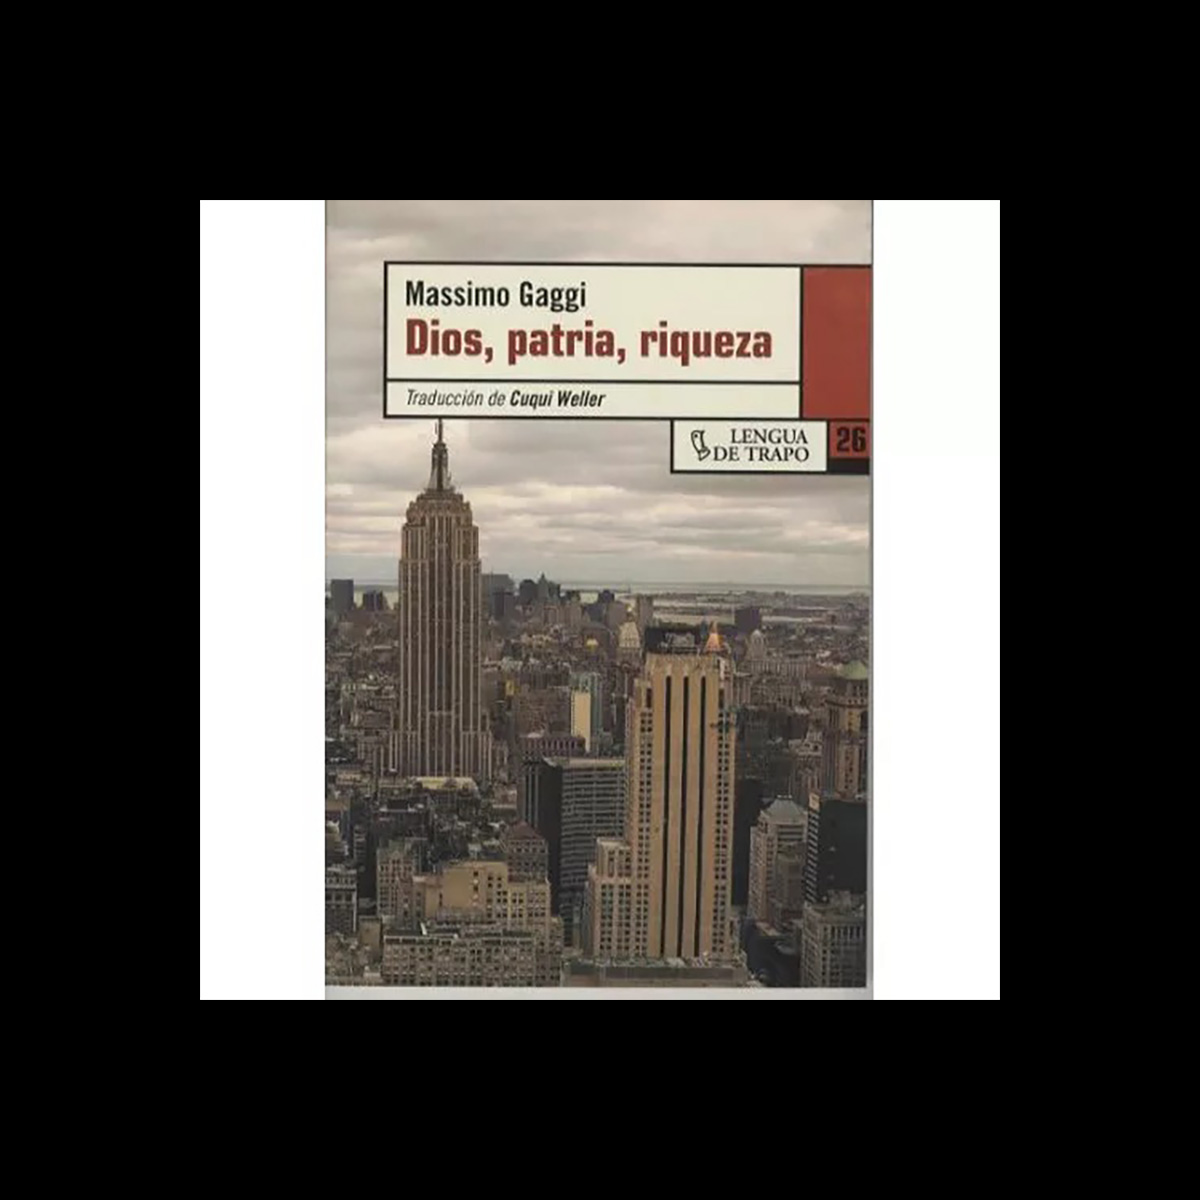 Massimo Gaggi
Dios, patria, riqueza
Traducción de Cuqui Weller
LENGUA
DE TRAPO
26